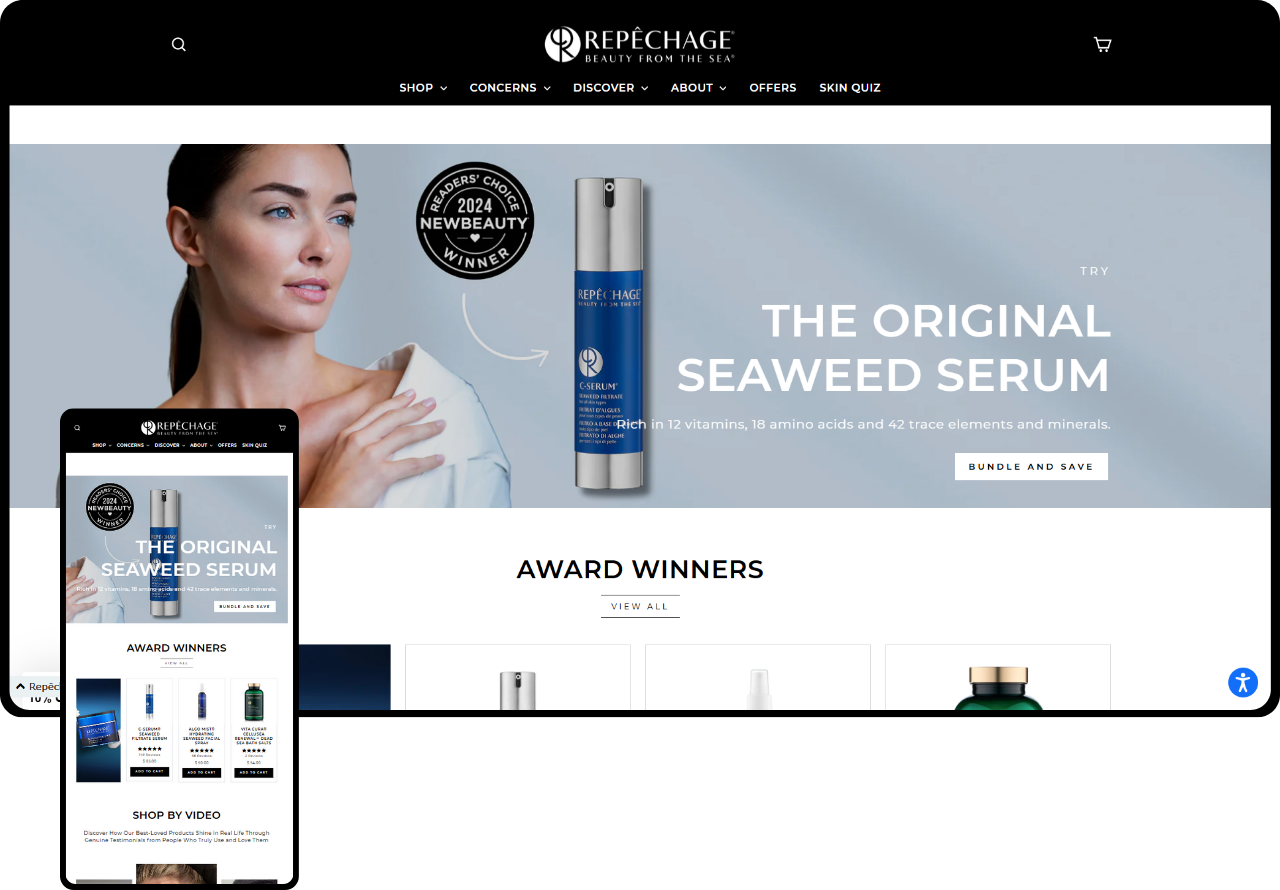 REPÊCHAGE®
BEAUTY FROM THE SEA®
SHOP
CONCERNS
DISCOVER
ABOUT
OFFERS
SKIN QUIZ
READERS' CHOICE
2024
NEWBEAUTY
WINNER
REPÊCHAGE
BEAUTY FROM THE SEA
C-SERUM®
SEAWEED FILTRATE
FILTRAT D'ALGUES
FILTRATO DI ALGHE
TRY
THE ORIGINAL
SEAWEED SERUM
Rich in 12 vitamins, 18 amino acids and 42 trace elements and minerals.
BUNDLE AND SAVE
AWARD WINNERS
VIEW ALL
Repêc
10%
REPÊCHAGE
BEAUTY FROM THE SEA
SHOP
CONCERNS
DISCOVER
ABOUT
OFFERS
SKIN QUIZ
READERS' CHOICE
2024
NEWBEAUTY
WINNER
REPÊCHAGE
TRY
THE ORIGINAL
SEAWEED SERUM
Rich in 12 vitamins, 18 amino acids and 42 trace elements and minerals.
BUNDLE AND SAVE
AWARD WINNERS
VIEW ALL
C-SERUM®
SEAWEED
FILTRATE SERUM
ADD TO CART
ALGO MIST®
HYDRATING
SEAWEED FACIAL
SPRAY
ADD TO CART
VITA CURA®
CELLUSEA
RENEWAL™ DEAD
SEA BATH SALTS
ADD TO CART
SHOP BY VIDEO
Discover How Our Best-Loved Products Shine in Real Life Through
Genuine Testimonials from People Who Truly Use and Love Them